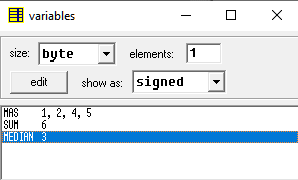 variables
size: byte elements: 1
edit show as: signed
MAS 1, 2, 4, 5
SUM 6
MEDIAN 3